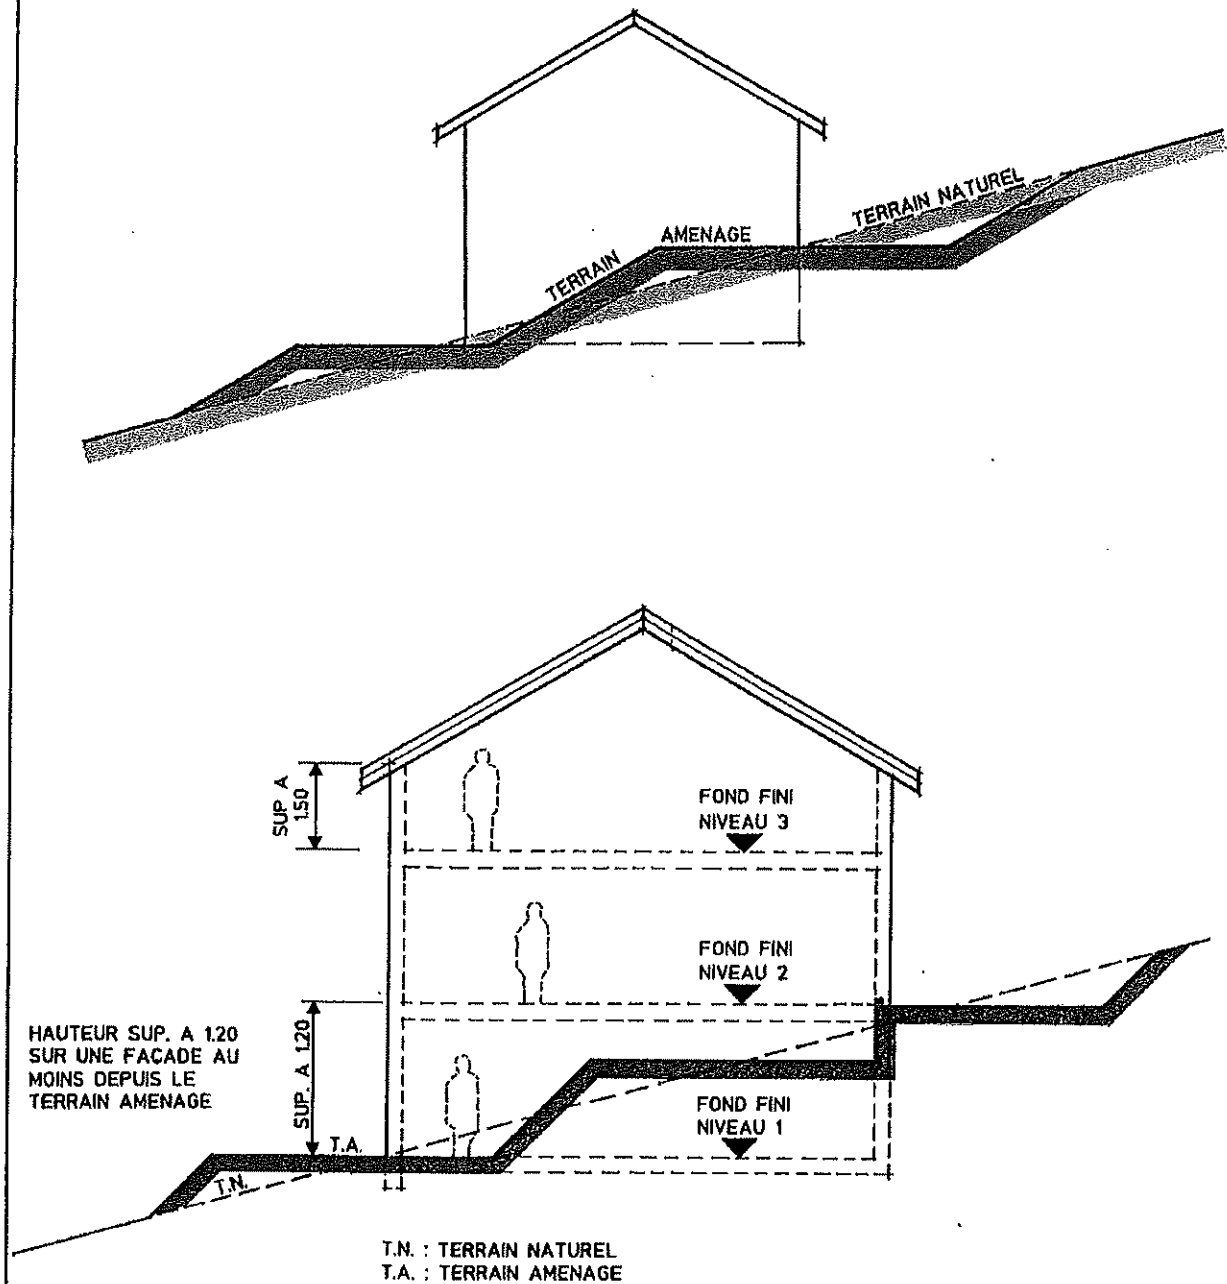 TERRAIN NATUREL
TERRAIN AMENAGE
SUP A
1.50
FOND FINI
NIVEAU 3
FOND FINI
NIVEAU 2
HAUTEUR SUP. A 1.20
SUR UNE FAÇADE AU
MOINS DEPUIS LE
TERRAIN AMENAGE
SUP. A 1.20
FOND FINI
NIVEAU 1
T.A.
T.N.
T.N. : TERRAIN NATUREL
T.A. : TERRAIN AMENAGE